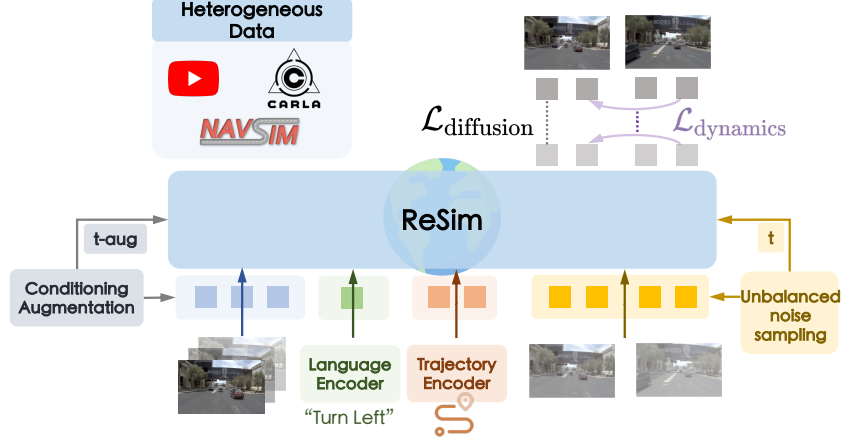 Heterogeneous
Data
CARLA
NAVSIM
ℒdiffusion
ℒdynamics
ReSim
t-aug
t
Conditioning
Augmentation
Unbalanced
noise
sampling
Language
Encoder
Trajectory
Encoder
“Turn Left”